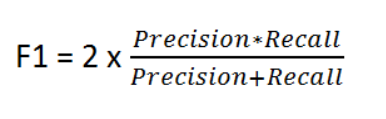 F1 = 2 x Precision*Recall
Precision+Recall